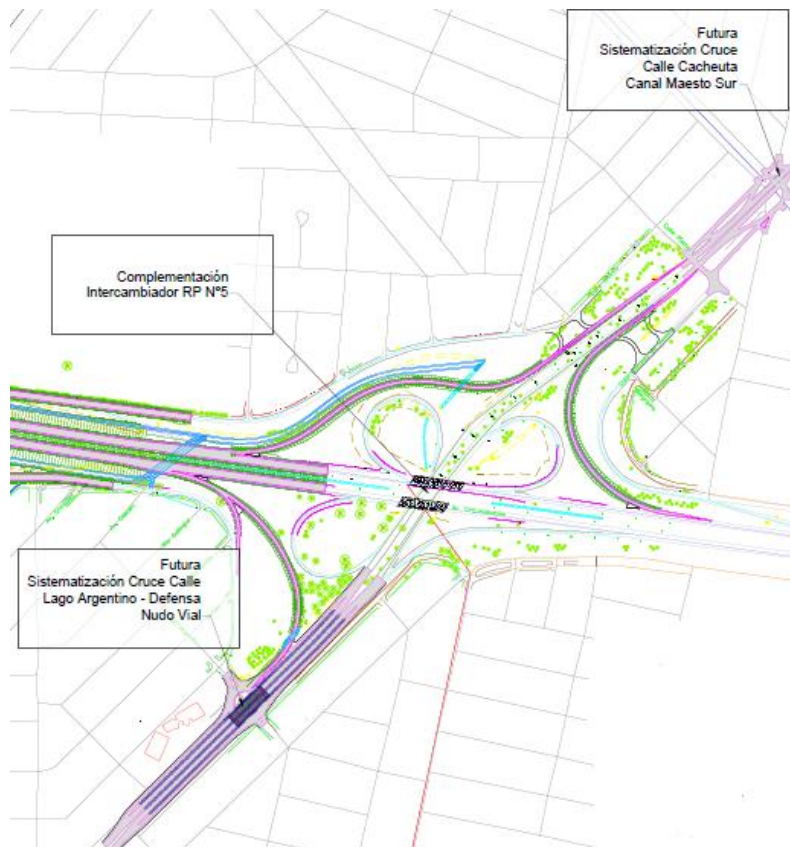 Futura
Sistematización Cruce
Calle Cacheuta
Canal Maesto Sur
Complementación
Intercambiador RP Nº5
Futura
Sistematización Cruce Calle
Lago Argentino - Defensa
Nudo Vial